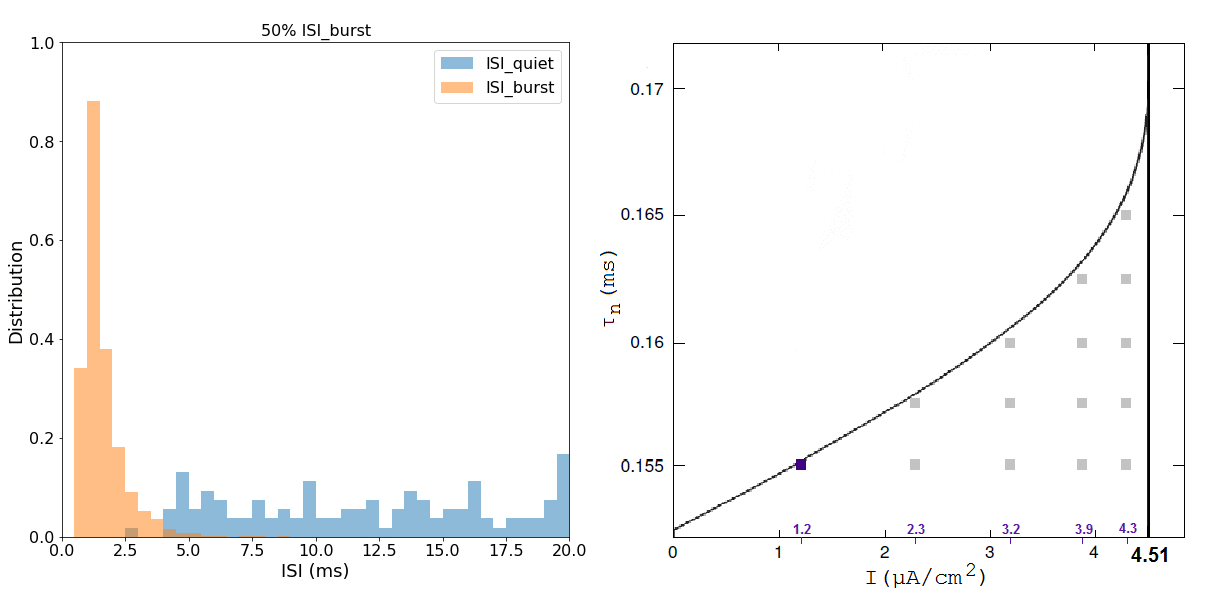 50% ISI_burst
1.0
0.8
0.6
0.4
0.2
0.0
Distribution
ISI_quiet
ISI_burst
0.0 2.5 5.0 7.5 10.0 12.5 15.0 17.5 20.0
ISI (ms)
0.17
0.165
0.16
0.155
τn (ms)
1.2 2.3 3.2 3.9 4.3
0 1 2 3 4 4.51
I(μA/cm2)